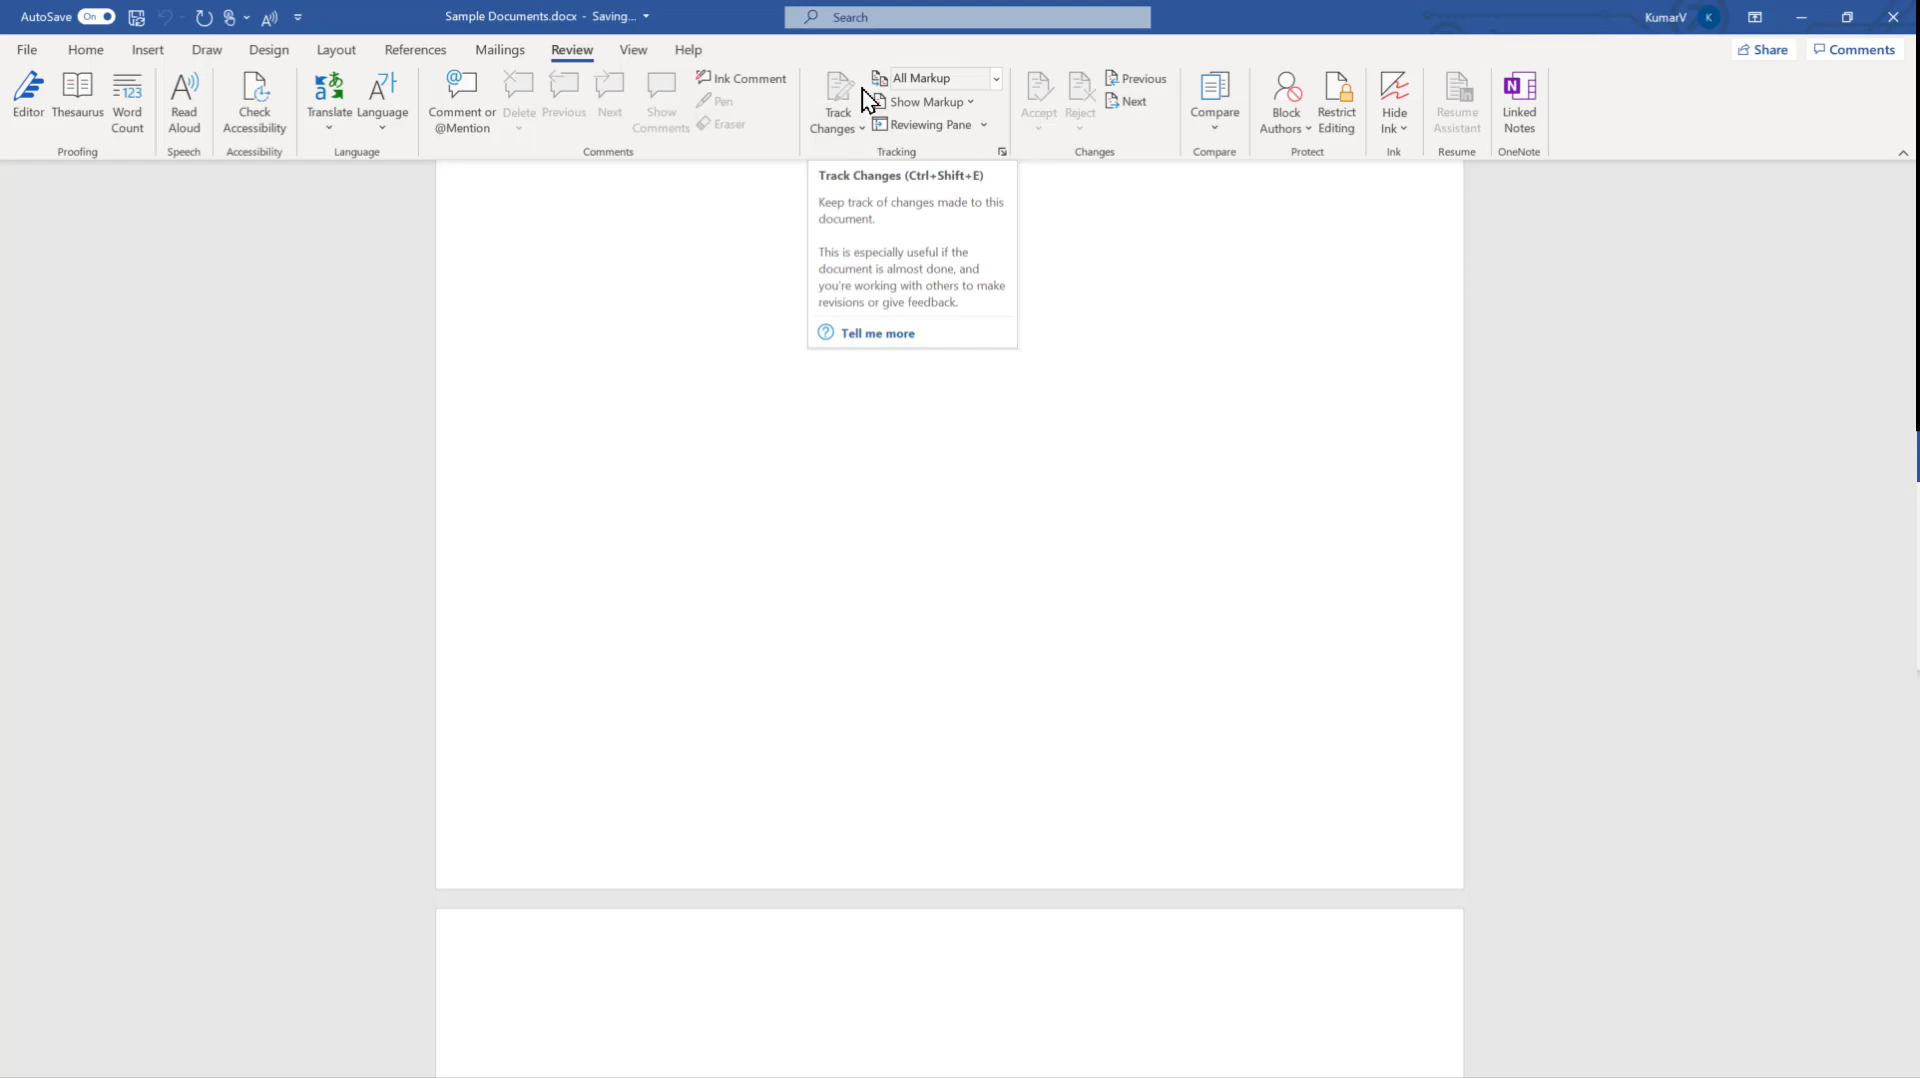 AutoSave On Sample Documents.docx - Saving... Search KumarV K
File Home Insert Draw Design Layout References Mailings Review View Help Share Comments
Editor
Thesaurus
Word
Count
Proofing
Read
Aloud
Speech
Check
Accessibility
Accessibility
Translate
Language
Language
Comment or
@Mention
Delete
Previous
Next
Show
Comments
Ink Comment
Pen
Eraser
Comments
Track
Changes
All Markup
Show Markup
Reviewing Pane
Tracking
Accept
Reject
Previous
Next
Changes
Compare
Compare
Block
Authors
Restrict
Editing
Protect
Hide
Ink
Ink
Resume
Assistant
Resume
Linked
Notes
OneNote
Track Changes (Ctrl+Shift+E)
Keep track of changes made to this
document.
This is especially useful if the
document is almost done, and
you're working with others to make
revisions or give feedback.
Tell me more